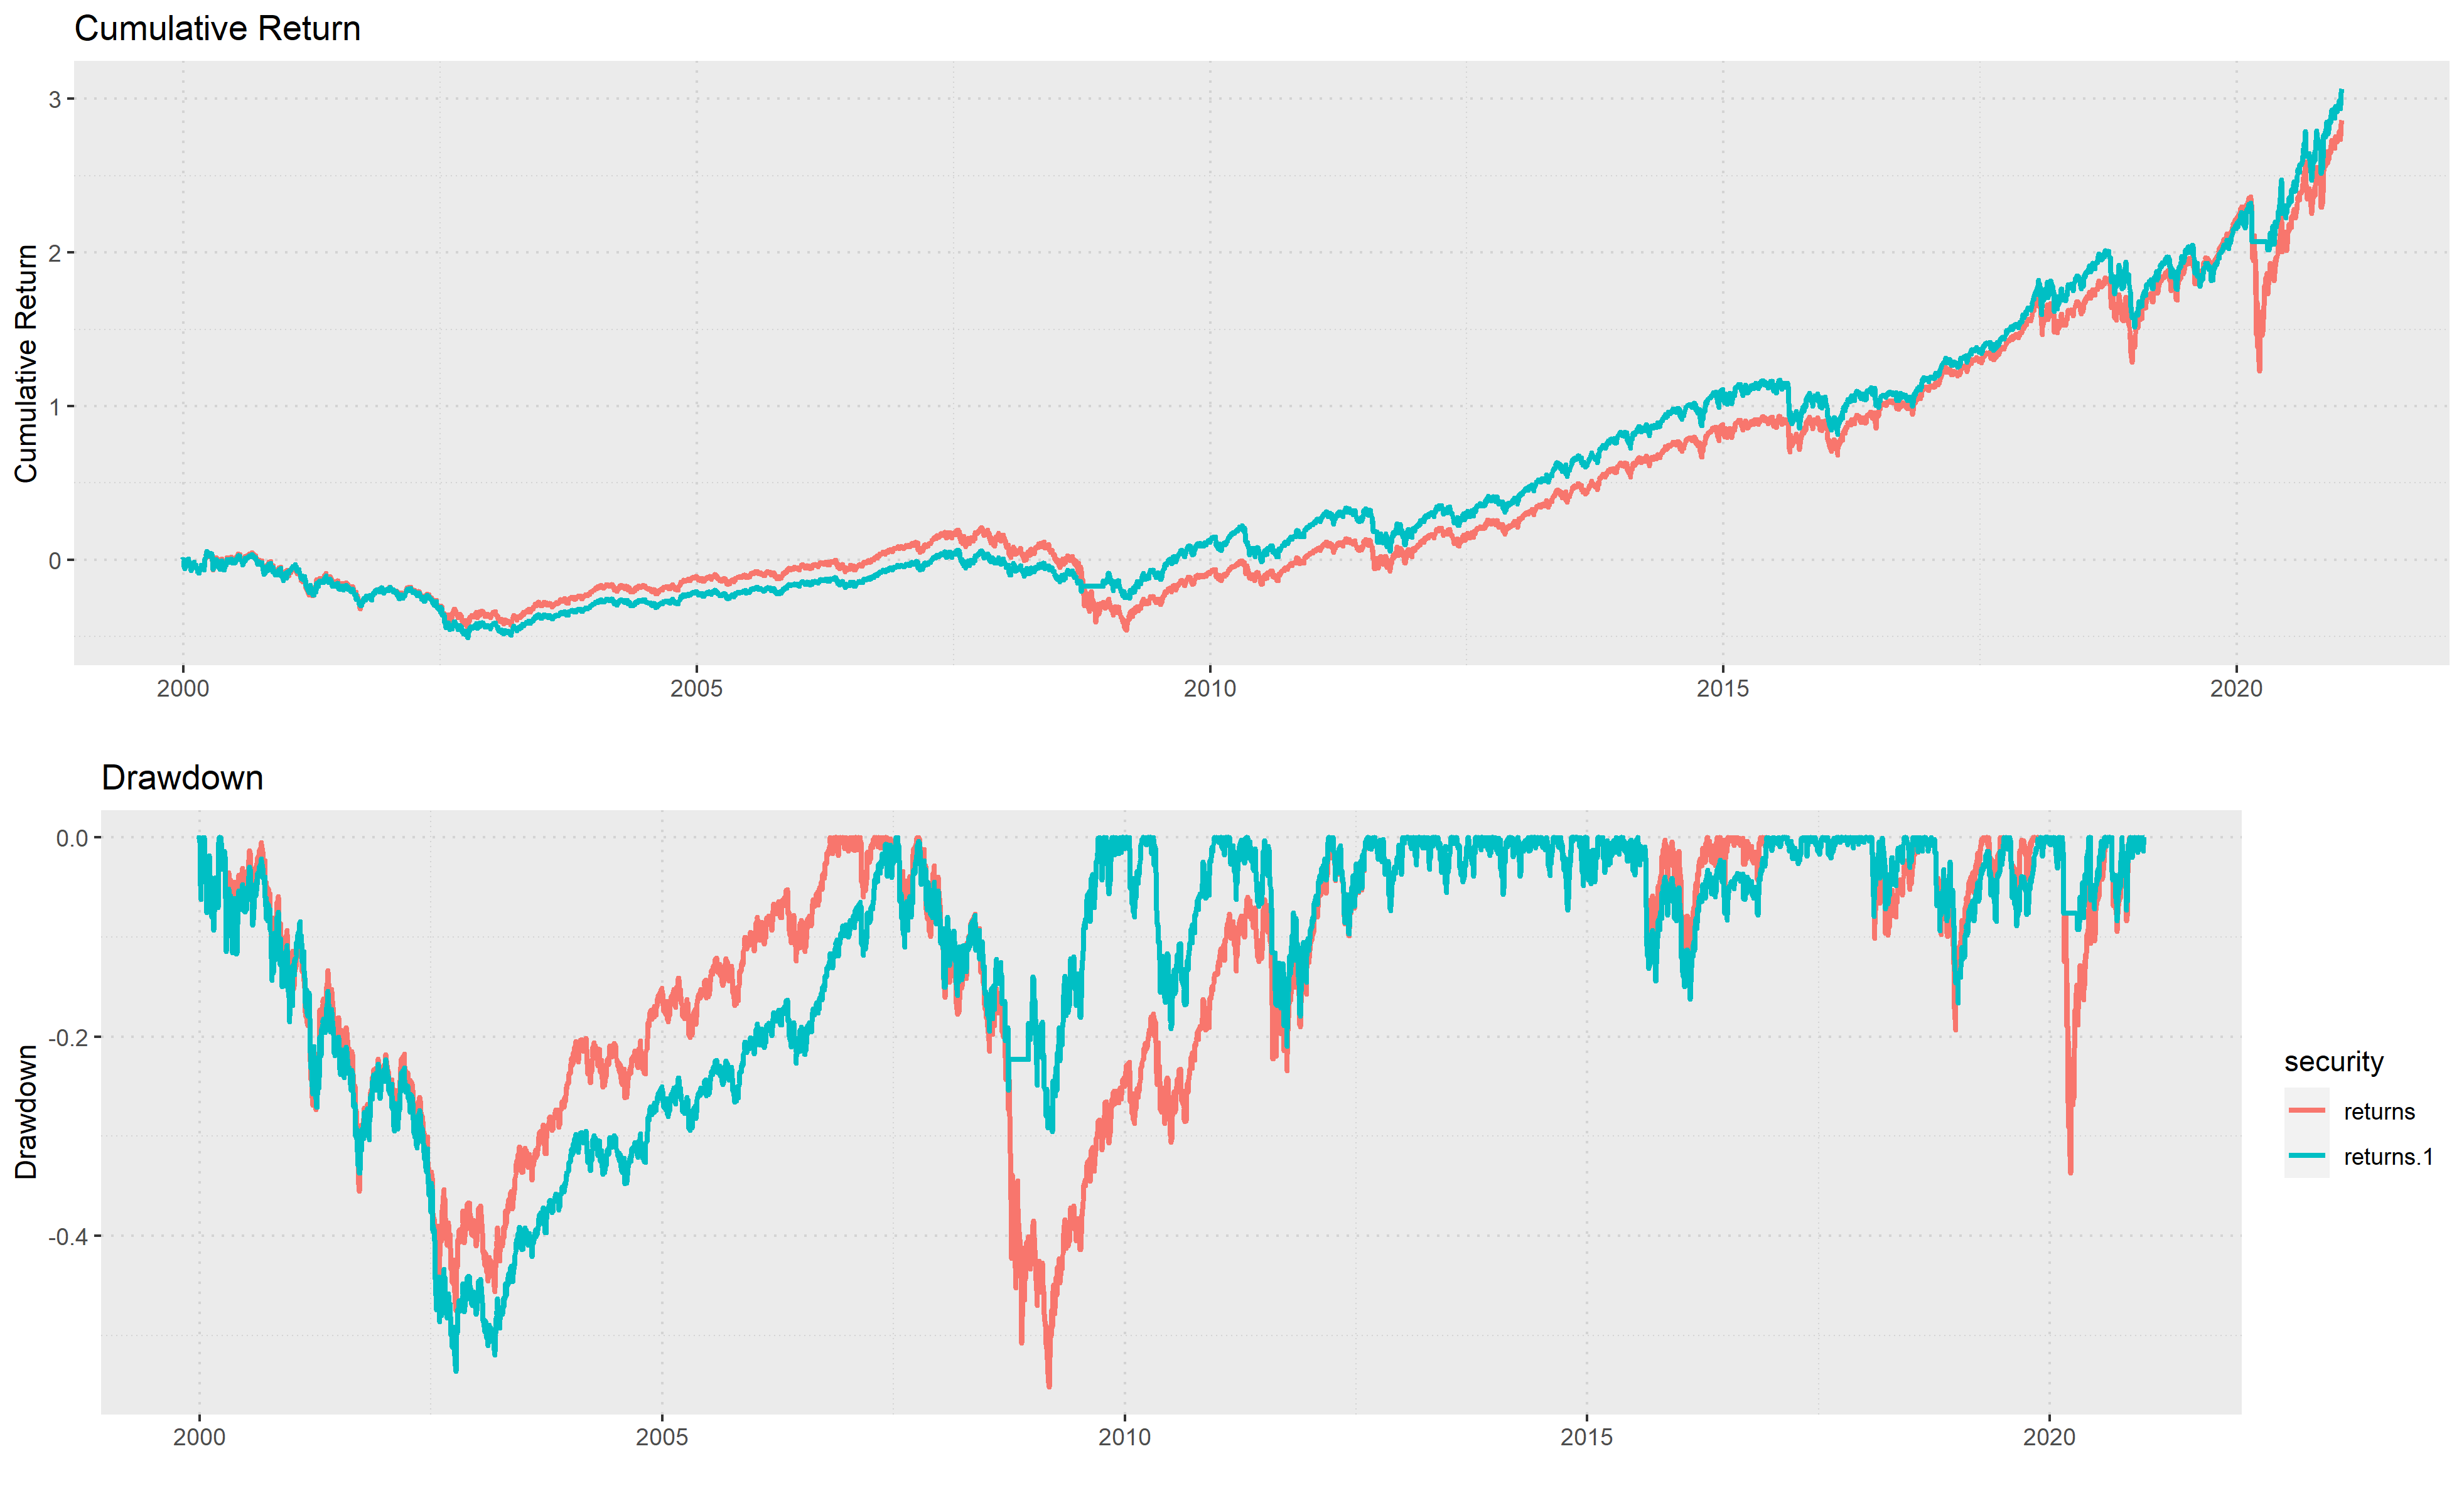 Cumulative Return
Cumulative Return
3
2
1
0
2000 2005 2010 2015 2020
Drawdown
Drawdown
0.0
-0.2
-0.4
2000 2005 2010 2015 2020
security
returns
returns.1